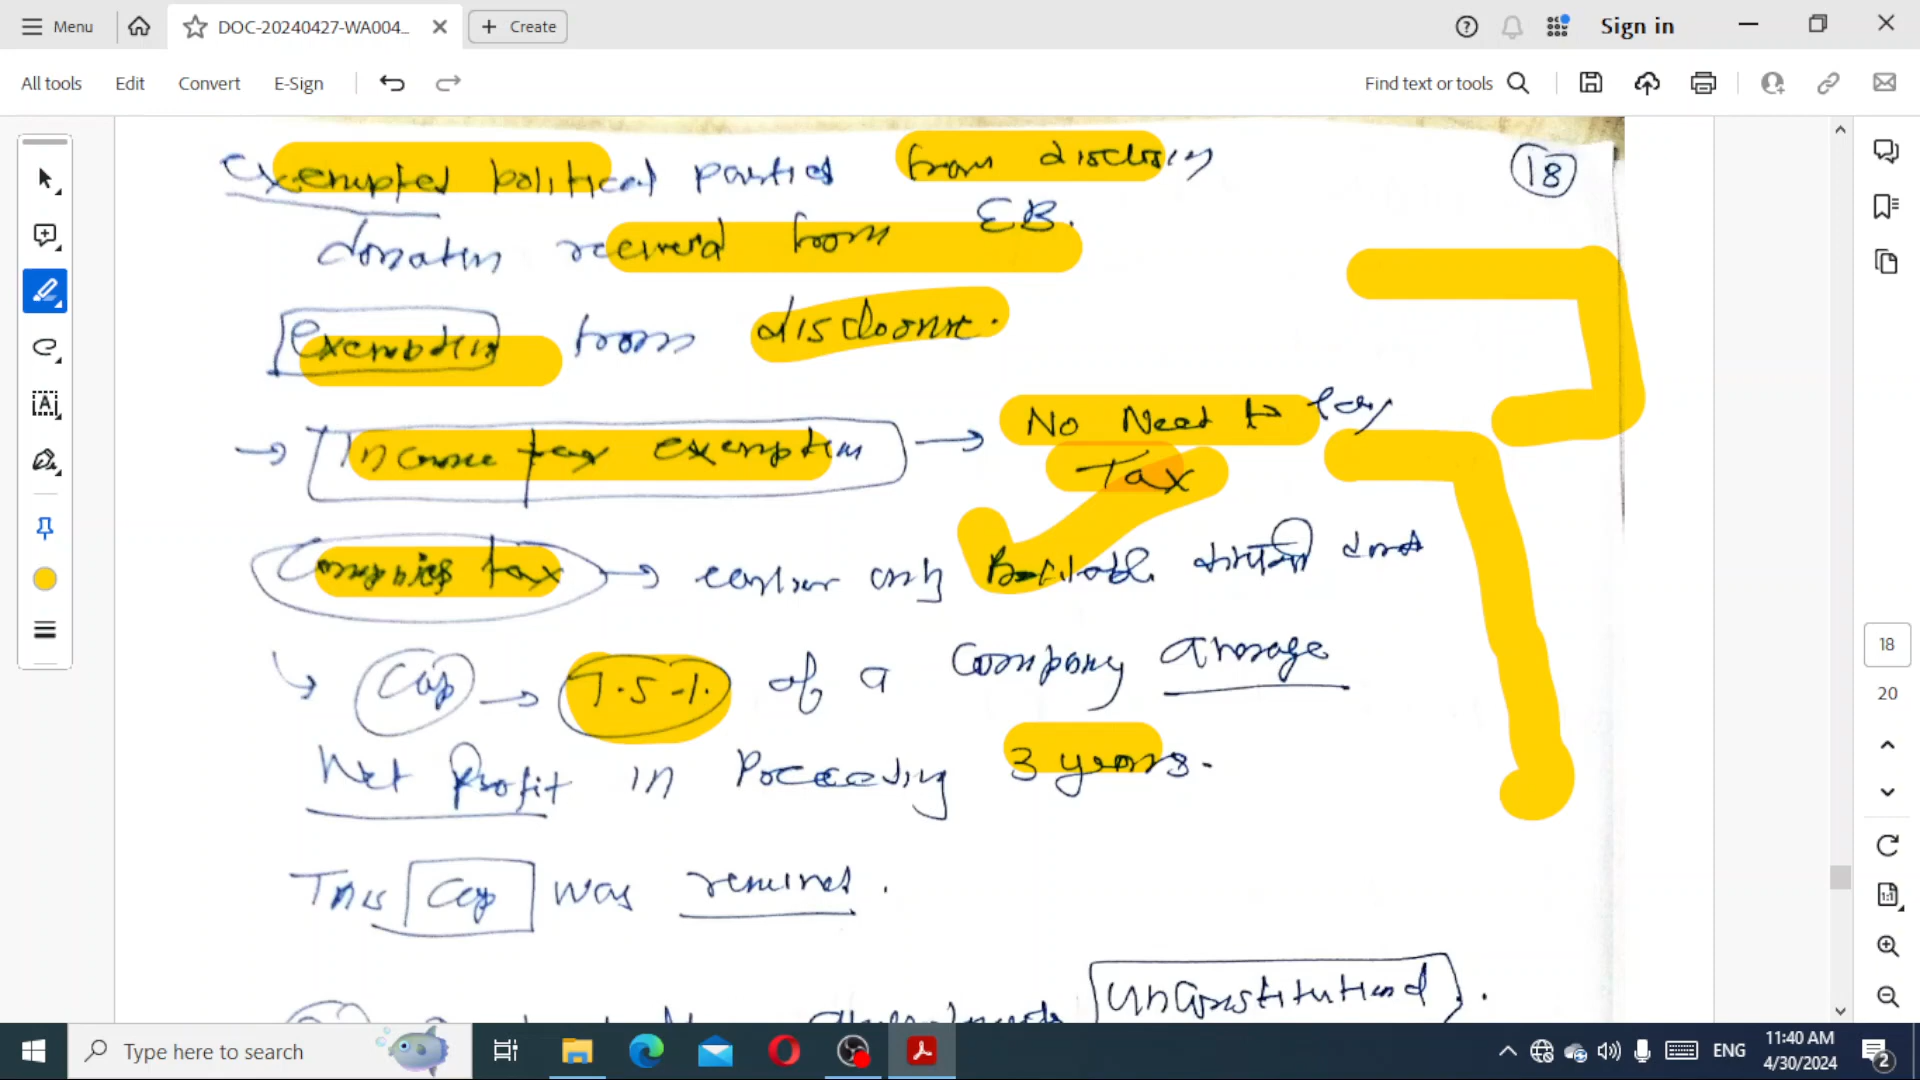 Menu
DOC-20240427-WA004...
Create
Sign in
All tools
Edit
Convert
E-Sign
Find text or tools
Exempted political parties from disclosing
18
donation received from EB.
Exemption from disclosure.
→ Income tax exemption → No Need to Pay
Tax
Companies tax → earlier only Profitable
↳ Cap → 7.5% of a Company average
Net Profit in Preceeding 3 years.
This Cap was removed.
Unconstitutional.
18
20
Type here to search
ENG
11:40 AM
4/30/2024
2